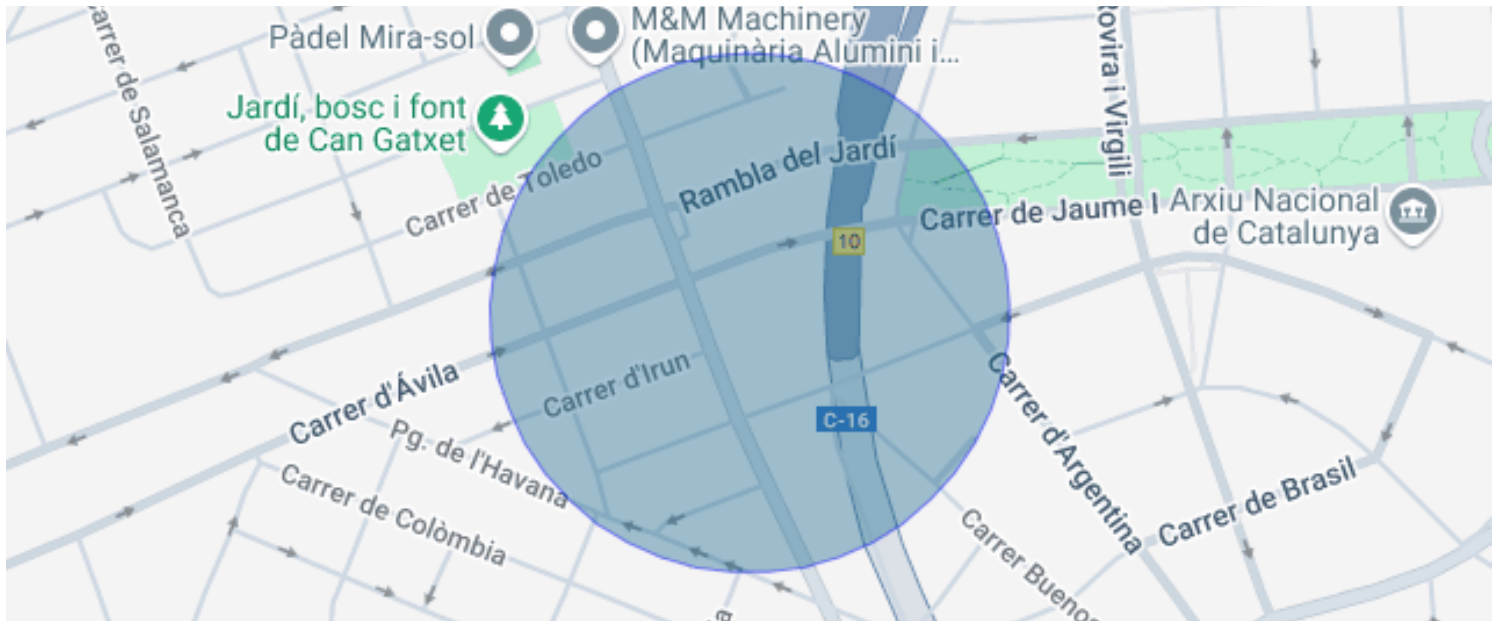 Carrer de Salamanca
Pàdel Mira-sol
M&M Machinery
(Maquinària Alumini i...
Rovira i Virgili
Jardí, bosc i font
de Can Gatxet
Carrer de Toledo
Rambla del Jardí
Carrer de Jaume I
Arxiu Nacional
de Catalunya
10
Carrer d'Ávila
Carrer d'Irun
C-16
Pg. de l'Havana
Carrer de Colòmbia
Carrer d'Argentina
Carrer de Brasil
Carrer Buenos